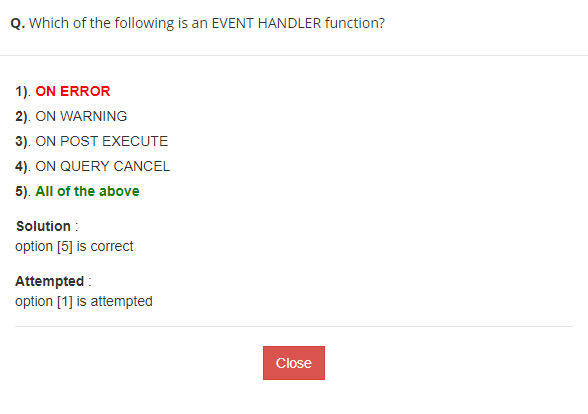 Q. Which of the following is an EVENT HANDLER function?
1). ON ERROR
2). ON WARNING
3). ON POST EXECUTE
4). ON QUERY CANCEL
5). All of the above
Solution :
option [5] is correct
Attempted :
option [1] is attempted
Close